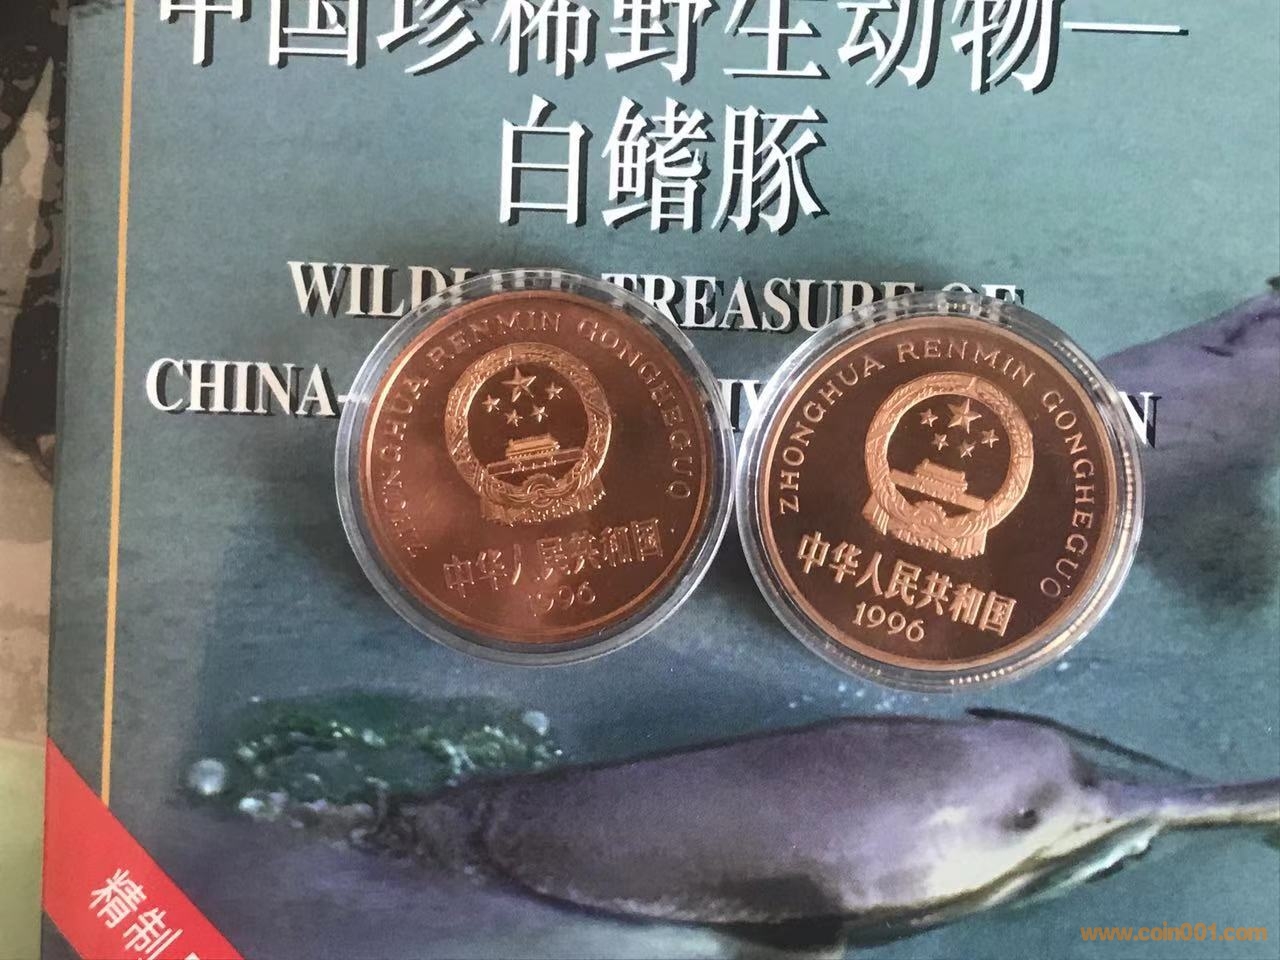 中国珍稀野生动物—
白鳍豚
TREASURE OF
CHINA-
ZHONGHUA RENMIN GONGHEGUO
中华人民共和国
1996
ZHONGHUA RENMIN GONGHEGUO
中华人民共和国
1996
精制
www.coin001.com